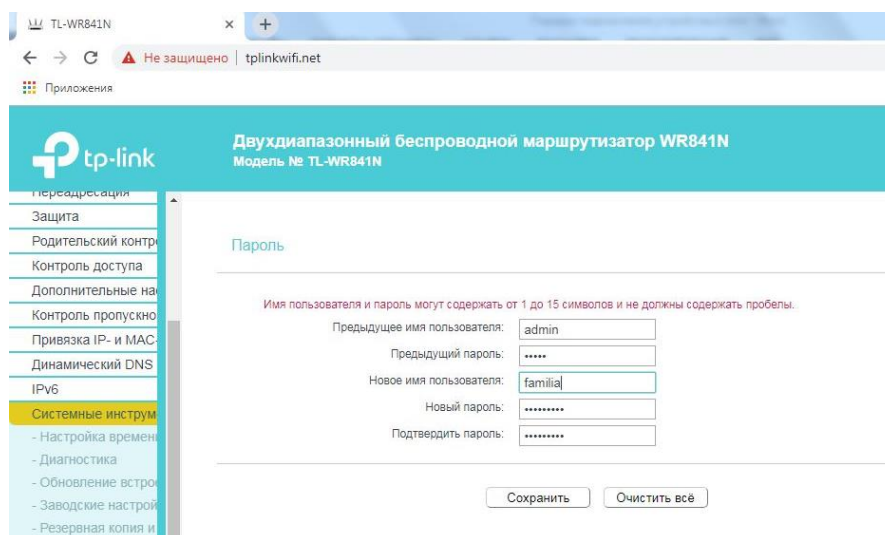 TL-WR841N
Не защищено | tplinkwifi.net
Приложения
tp-link
Двухдиапазонный беспроводной маршрутизатор WR841N
Модель № TL-WR841N
Переадресация
Защита
Родительский контр
Контроль доступа
Дополнительные на
Контроль пропускно
Привязка IP- и MAC-
Динамический DNS
IPv6
Системные инструм
- Настройка времен
- Диагностика
- Обновление встро
- Заводские настрой
- Резервная копия и
Пароль
Имя пользователя и пароль могут содержать от 1 до 15 символов и не должны содержать пробелы.
Предыдущее имя пользователя: admin
Предыдущий пароль: •••••
Новое имя пользователя: familia
Новый пароль: •••••••••
Подтвердить пароль: •••••••••
Сохранить Очистить всё